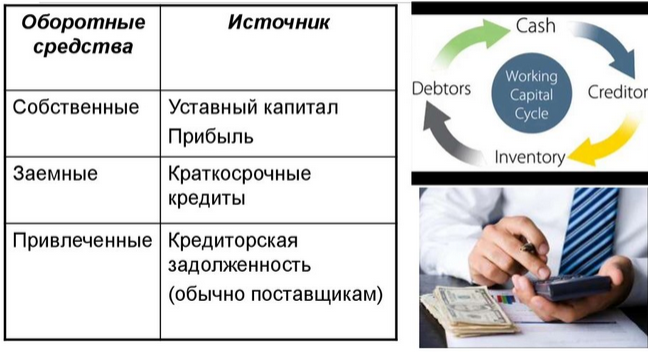 Оборотные средства
Источник
Собственные
Уставный капитал
Прибыль
Заемные
Краткосрочные
кредиты
Привлеченные
Кредиторская
задолженность
(обычно поставщикам)
Cash
Debtors
Working
Capital
Cycle
Creditor
Inventory